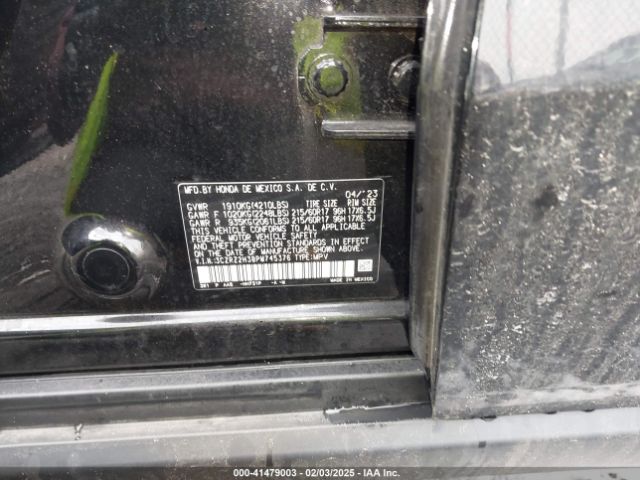 MFD.BY HONDA DE MEXICO S.A. DE C.V.
04/'23
GVWR 1910KG(4210LBS) TIRE SIZE RIM SIZE
GAWR F 1020KG(2248LBS) 215/60R17 96H 17X6.5J
GAWR R 935KG(2061LBS) 215/60R17 96H 17X6.5J
THIS VEHICLE CONFORMS TO ALL APPLICABLE
FEDERAL MOTOR VEHICLE SAFETY
STANDARDS IN EFFECT ON THE
DATE OF MANUFACTURE SHOWN ABOVE.
TYPE:MPV
MADE IN MEXICO
000-41479003 - 02/03/2025 - IAA Inc.